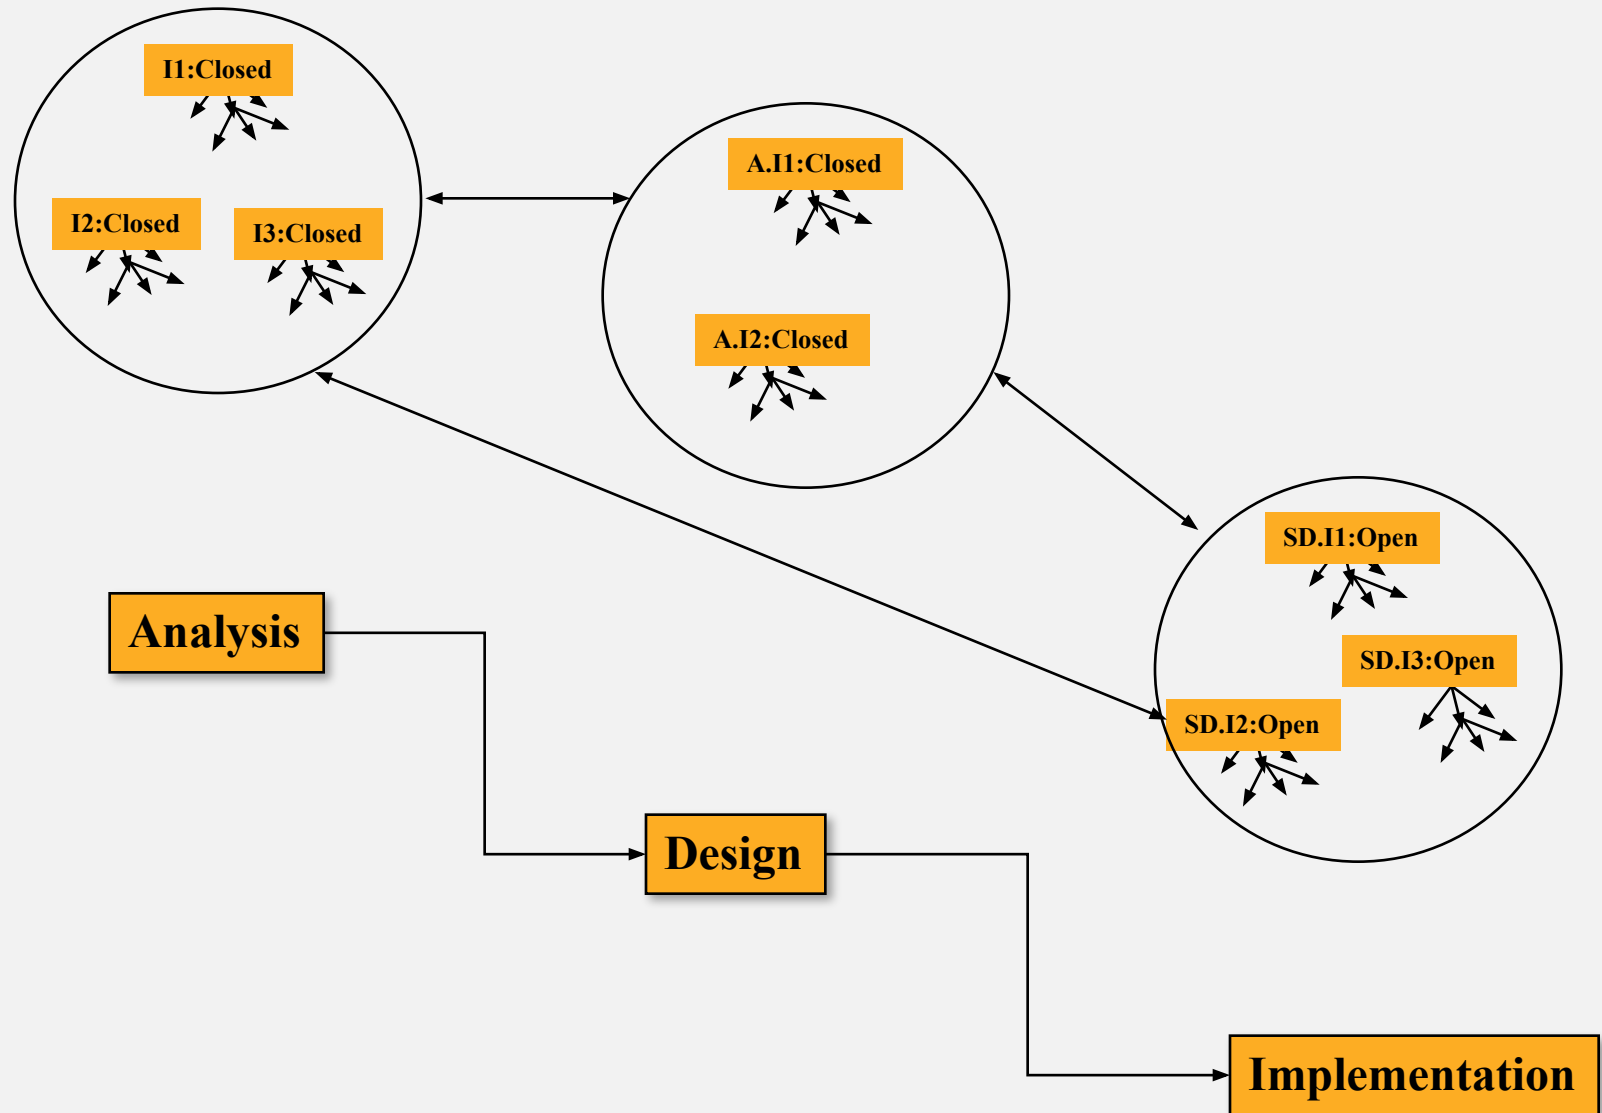 I1:Closed
A.I1:Closed
I2:Closed
I3:Closed
A.I2:Closed
SD.I1:Open
SD.I3:Open
SD.I2:Open
Analysis
Design
Implementation